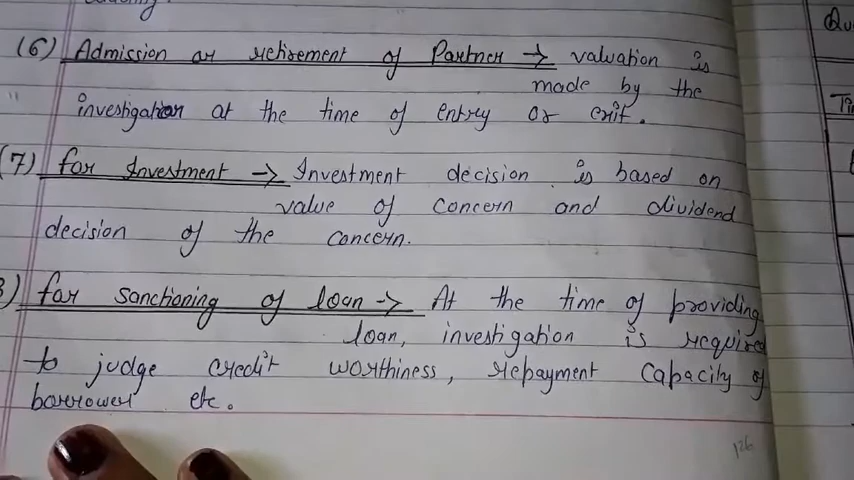 (6) Admission or retirement of Partner → valuation is
made by the
investigation at the time of entry or exit.
(7) for Investment → Investment decision is based on
value of concern and dividend
decision of the concern.
) for sanctioning of loan → At the time of providing
loan, investigation is required
to judge credit worthiness, repayment capacity of
borrower etc.